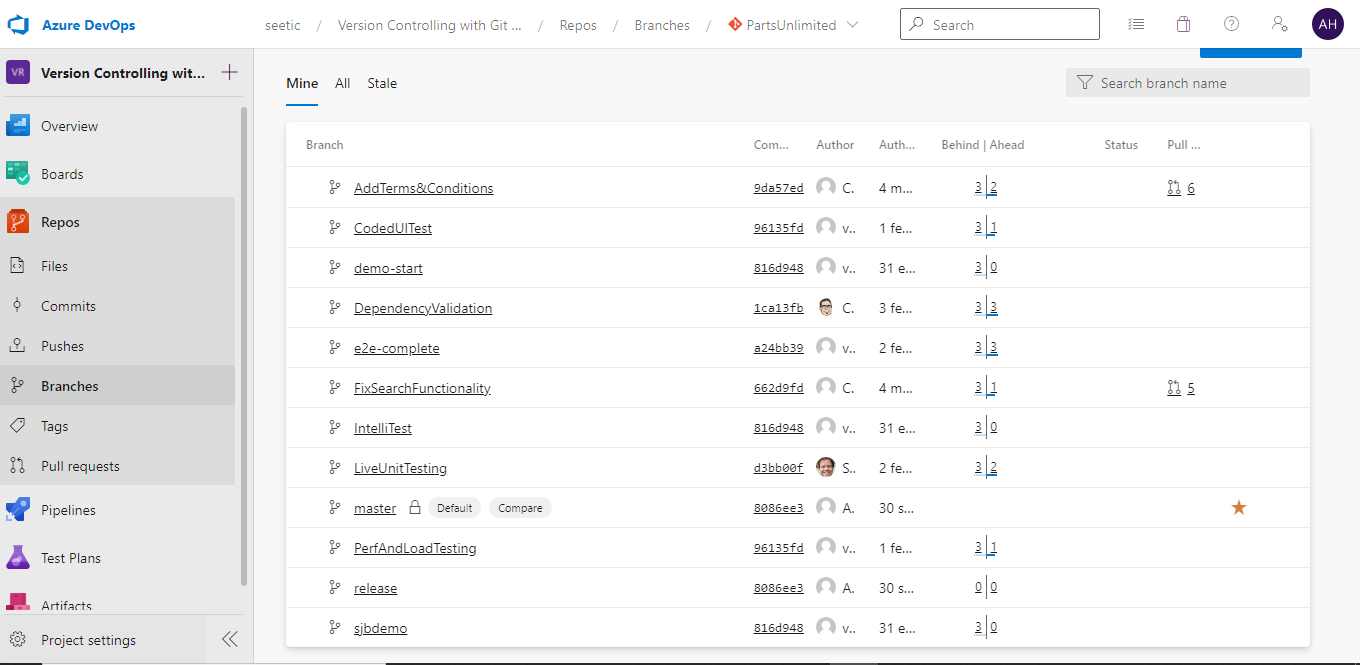 Azure DevOps
seetic / Version Controlling with Git ... / Repos / Branches / PartsUnlimited
Search
AH
VR Version Controlling wit...
Overview
Boards
Repos
Files
Commits
Pushes
Branches
Tags
Pull requests
Pipelines
Test Plans
Artifacts
Project settings
Mine All Stale
Search branch name
Branch Com... Author Auth... Behind | Ahead Status Pull ...
AddTerms&Conditions 9da57ed C. 4 m... 3 2 6
CodedUITest 96135fd v.. 1 fe... 3 1
demo-start 816d948 v.. 31 e... 3 0
DependencyValidation 1ca13fb C. 3 fe... 3 3
e2e-complete a24bb39 v.. 2 fe... 3 3
FixSearchFunctionality 662d9fd C. 4 m... 3 1 5
IntelliTest 816d948 v.. 31 e... 3 0
LiveUnitTesting d3bb00f S.. 2 fe... 3 2
master Default Compare 8086ee3 A. 30 s...
PerfAndLoadTesting 96135fd v.. 1 fe... 3 1
release 8086ee3 A. 30 s... 0 0
sjbdemo 816d948 v.. 31 e... 3 0